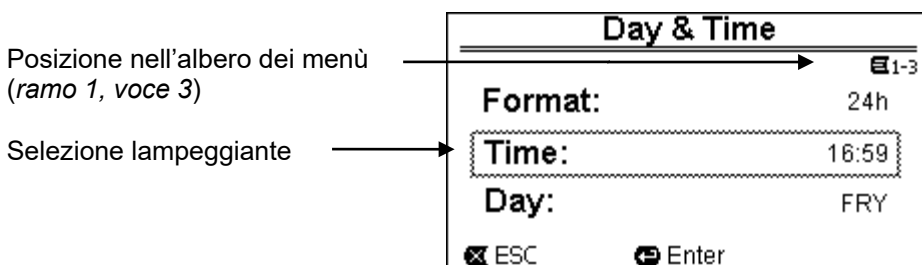 Day & Time
Posizione nell'albero dei menù
(ramo 1, voce 3)
1-3
Format: 24h
Selezione lampeggiante
Time: 16:59
Day: FRY
ESC Enter